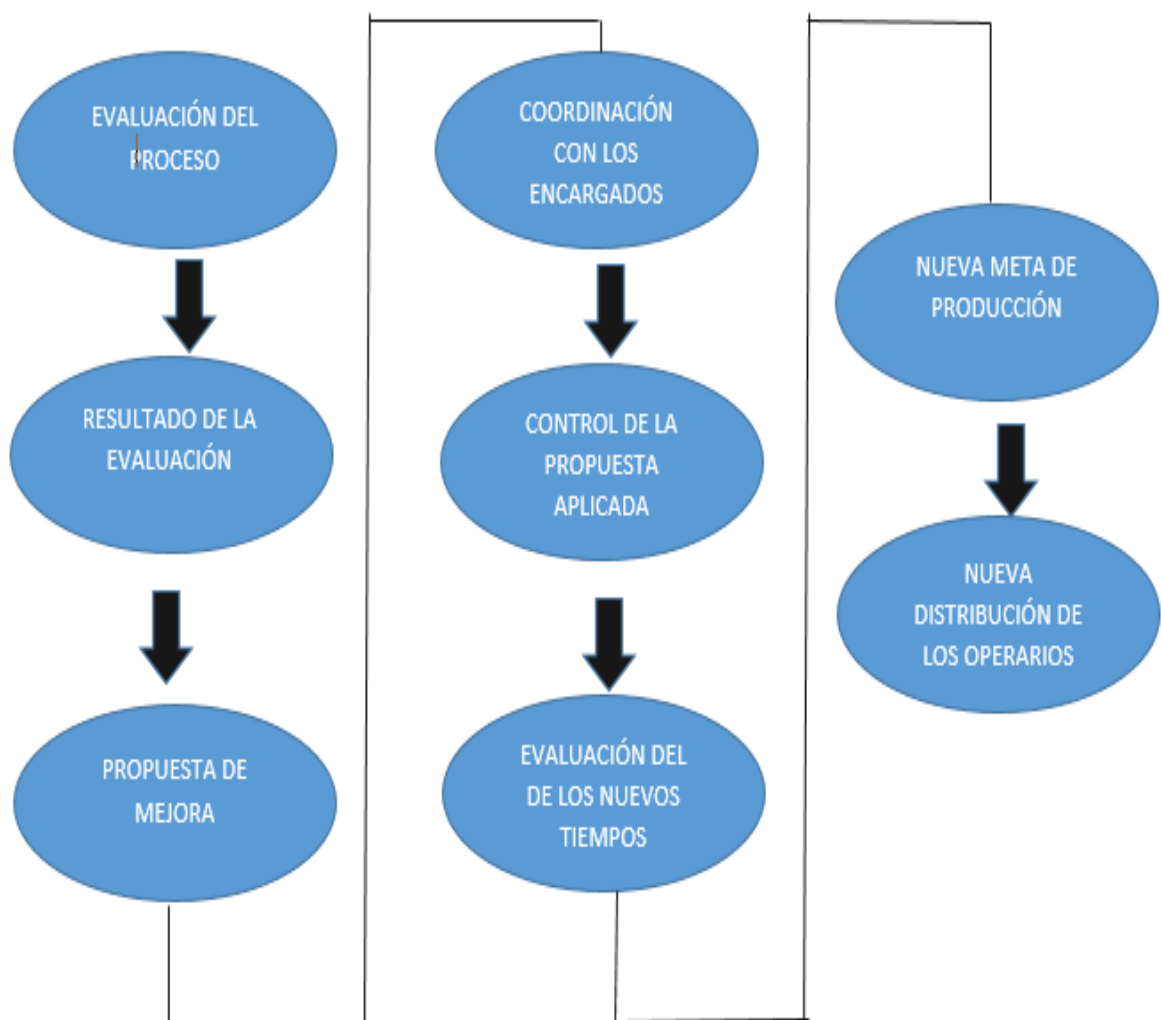 EVALUACIÓN DEL
PROCESO
RESULTADO DE LA
EVALUACIÓN
PROPUESTA DE
MEJORA
COORDINACIÓN
CON LOS
ENCARGADOS
CONTROL DE LA
PROPUESTA
APLICADA
EVALUACIÓN DEL
DE LOS NUEVOS
TIEMPOS
NUEVA META DE
PRODUCCIÓN
NUEVA
DISTRIBUCIÓN DE
LOS OPERARIOS